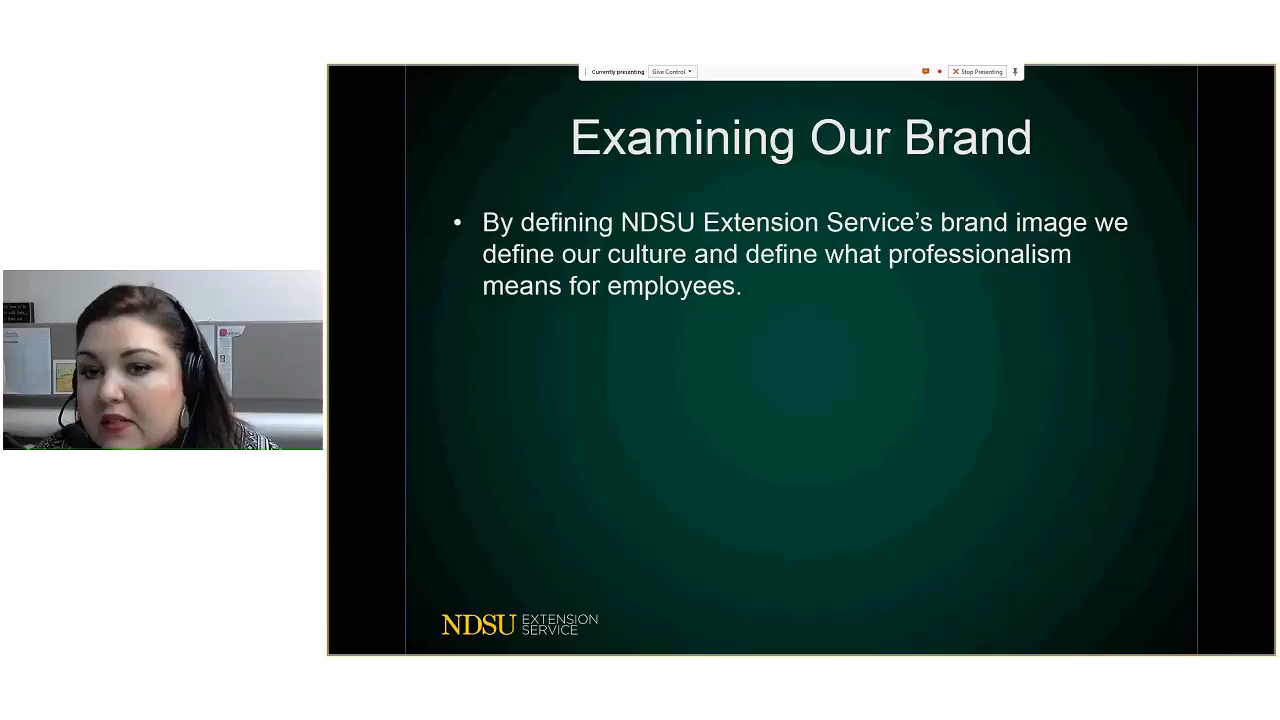 Currently presenting
Give Control
Stop Presenting
Examining Our Brand
• By defining NDSU Extension Service's brand image we
define our culture and define what professionalism
means for employees.
NDSU EXTENSION
SERVICE